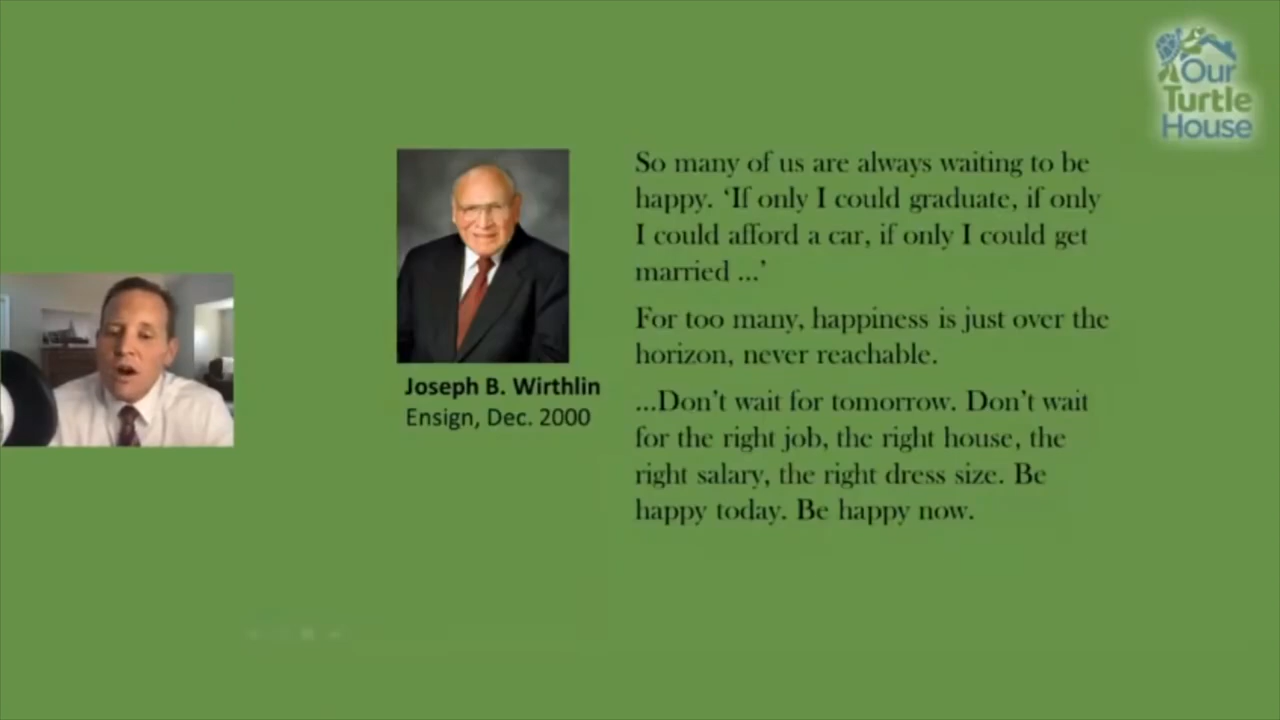 Our
Turtle
House
So many of us are always waiting to be
happy. ‘If only I could graduate, if only
I could afford a car, if only I could get
married ...’
For too many, happiness is just over the
horizon, never reachable.
...Don’t wait for tomorrow. Don’t wait
for the right job, the right house, the
right salary, the right dress size. Be
happy today. Be happy now.
Joseph B. Wirthlin
Ensign, Dec. 2000